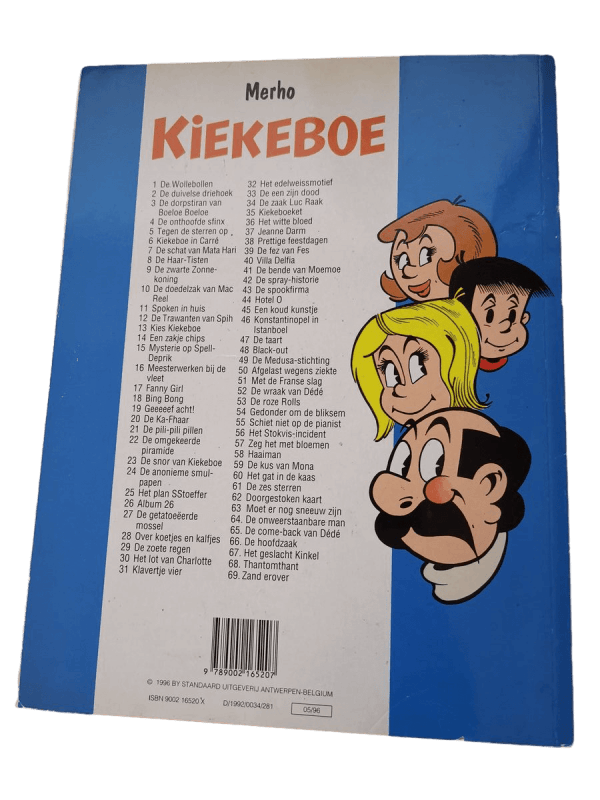 Merho
KiEKEBOE
1 De Wollebollen
2 De duivelse driehoek
3 De dorpstiran van
Boeloe Boeloe
4 De onthoofde sfinx
5 Tegen de sterren op
6 Kiekeboe in Carré
7 De schat van Mata Hari
8 De Haar-Tisten
9 De zwarte Zonne-
koning
10 De doedelzak van Mac
Reel
11 Spoken in huis
12 De Trawanten van Spih
13 Kies Kiekeboe
14 Een zakje chips
15 Mysterie op Spell-
Deprik
16 Meesterwerken bij de
vleet
17 Fanny Girl
18 Bing Bong
19 Geeeeef acht!
20 De Ka-Fhaar
21 De pili-pili pillen
22 De omgekeerde
piramide
23 De snor van Kiekeboe
24 De anonieme smul-
papen
25 Het plan SStoeffer
26 Album 26
27 De getatoeëerde
mossel
28 Over koetjes en kalfjes
29 De zoete regen
30 Het lot van Charlotte
31 Klavertje vier
32 Het edelweissmotief
33 De een zijn dood
34 De zaak Luc Raak
35 Kiekeboeket
36 Het witte bloed
37 Jeanne Darm
38 Prettige feestdagen
39 De fez van Fes
40 Villa Delfia
41 De bende van Moemoe
42 De spray-historie
43 De spookfirma
44 Hotel O
45 Een koud kunstje
46 Konstantinopel in
Istanboel
47 De taart
48 Black-out
49 De Medusa-stichting
50 Afgelast wegens ziekte
51 Met de Franse slag
52 De wraak van Dédé
53 De roze Rolls
54 Gedonder om de bliksem
55 Schiet niet op de pianist
56 Het Stokvis-incident
57 Zeg het met bloemen
58 Haaiman
59 De kus van Mona
60 Het gat in de kaas
61 De zes sterren
62 Doorgestoken kaart
63 Moet er nog sneeuw zijn
64. De onweerstaanbare man
65. De come-back van Dédé
66. De hoofdzaak
67. Het geslacht Kinkel
68. Thantomthant
69. Zand erover
9 789002 165207
© 1996 BY STANDAARD UITGEVERIJ ANTWERPEN-BELGIUM
ISBN 9002 16520 X D/1992/0034/281 05/96